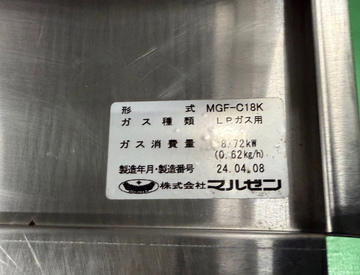 形　式　MGF-C18K
ガス種類　LPガス用
ガス消費量　8.72kW
(0.62kg/h)
製造年月・製造番号　24.04.08
株式会社マルゼン